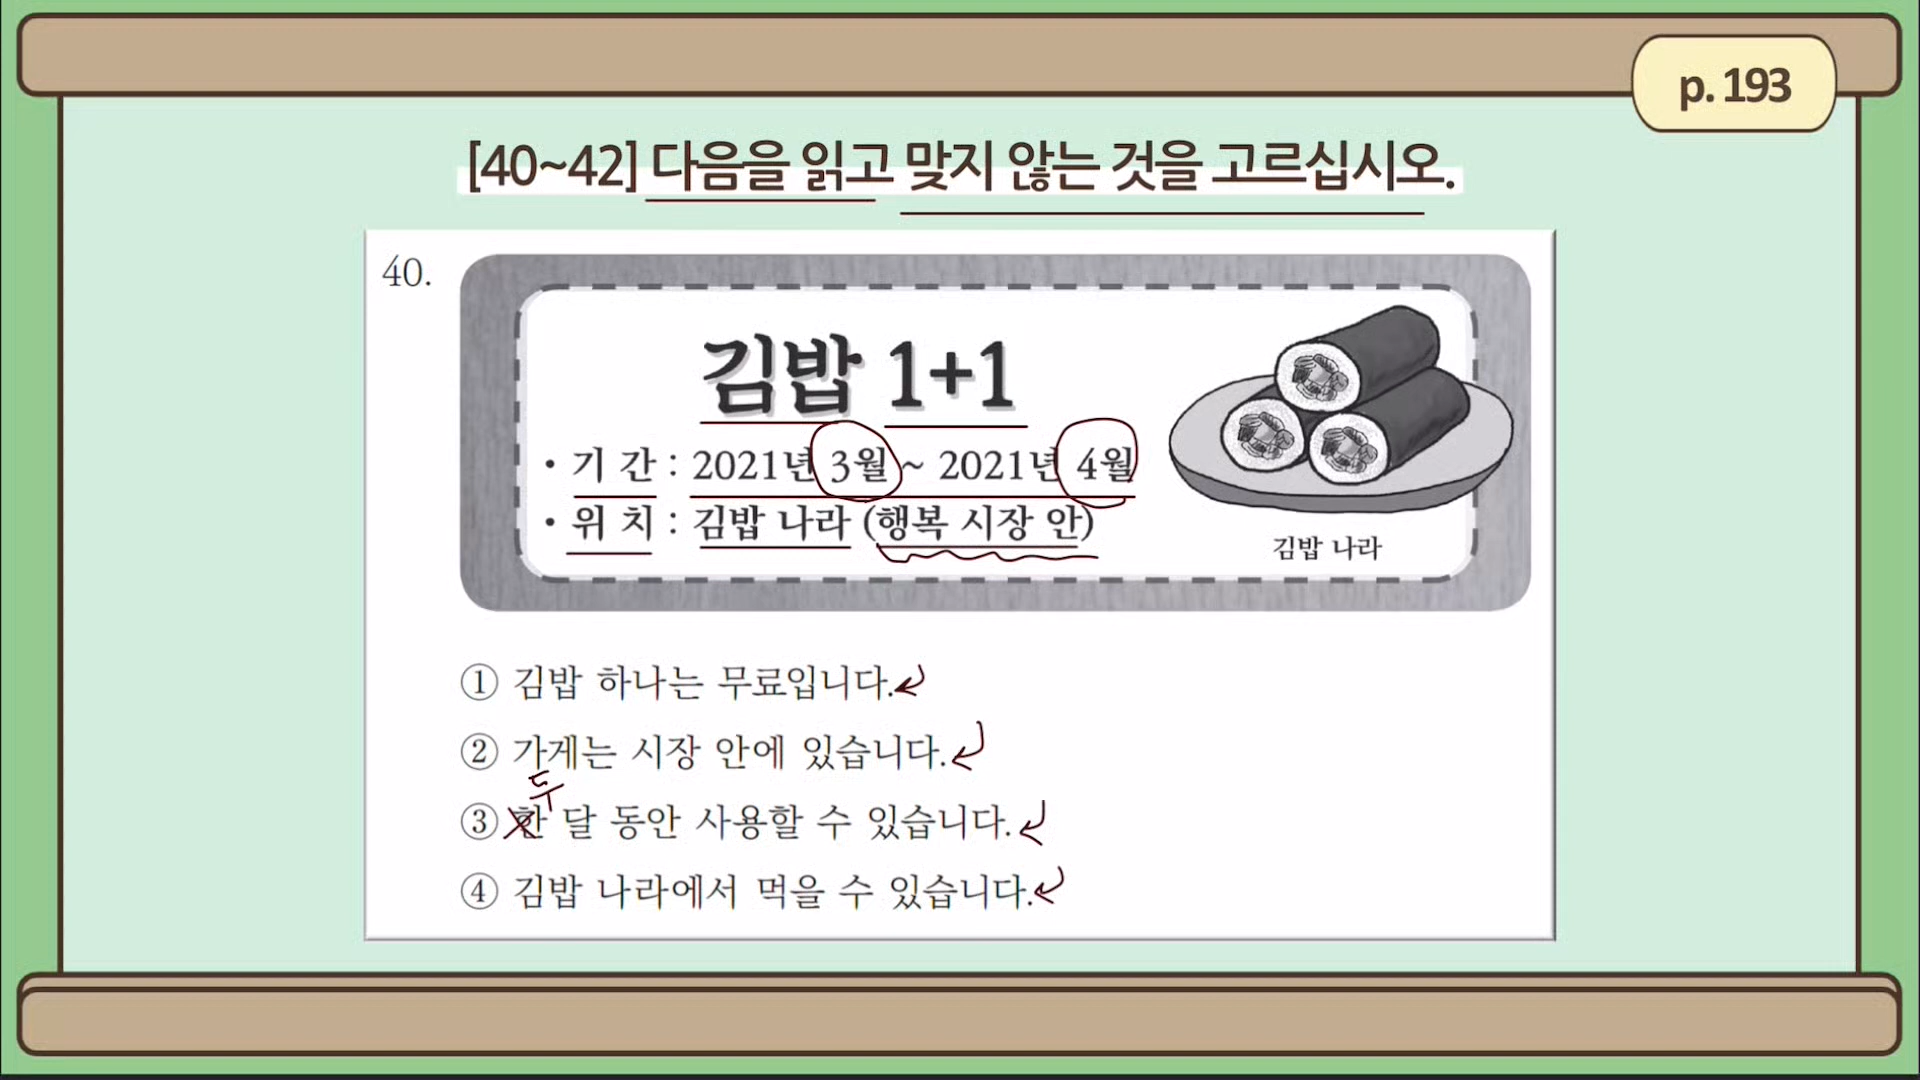 p. 193
[40~42] 다음을 읽고 맞지 않는 것을 고르십시오.
40.
김밥 1+1
• 기 간 : 2021년 3월 ~ 2021년 4월
• 위 치 : 김밥 나라 (행복 시장 안)
김밥 나라
① 김밥 하나는 무료입니다.
② 가게는 시장 안에 있습니다.
두
③ 한 달 동안 사용할 수 있습니다.
④ 김밥 나라에서 먹을 수 있습니다.